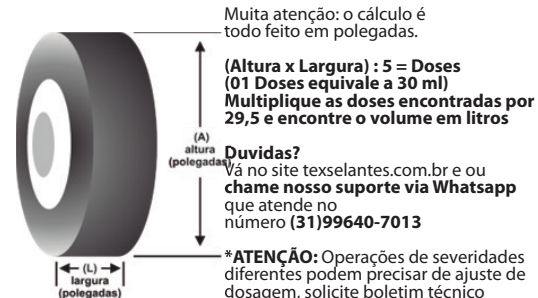 Muita atenção: o cálculo é
todo feito em polegadas.
(Altura x Largura) : 5 = Doses
(01 Doses equivale a 30 ml)
Multiplique as doses encontradas por
29,5 e encontre o volume em litros
(A)
altura
(polegadas)
Duvidas?
Vá no site texselantes.com.br e ou
chame nosso suporte via Whatsapp
que atende no
número (31)99640-7013
*ATENÇÃO: Operações de severidades
diferentes podem precisar de ajuste de
dosagem, solicite boletim técnico
(L)
largura
(polegadas)